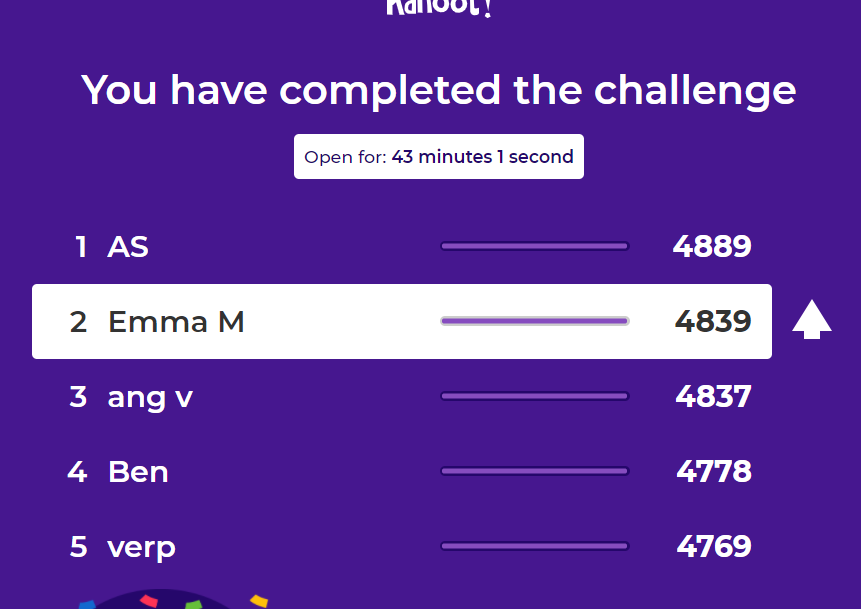 Kahoot!
You have completed the challenge
Open for: 43 minutes 1 second
1 AS 4889
2 Emma M 4839
3 ang v 4837
4 Ben 4778
5 verp 4769